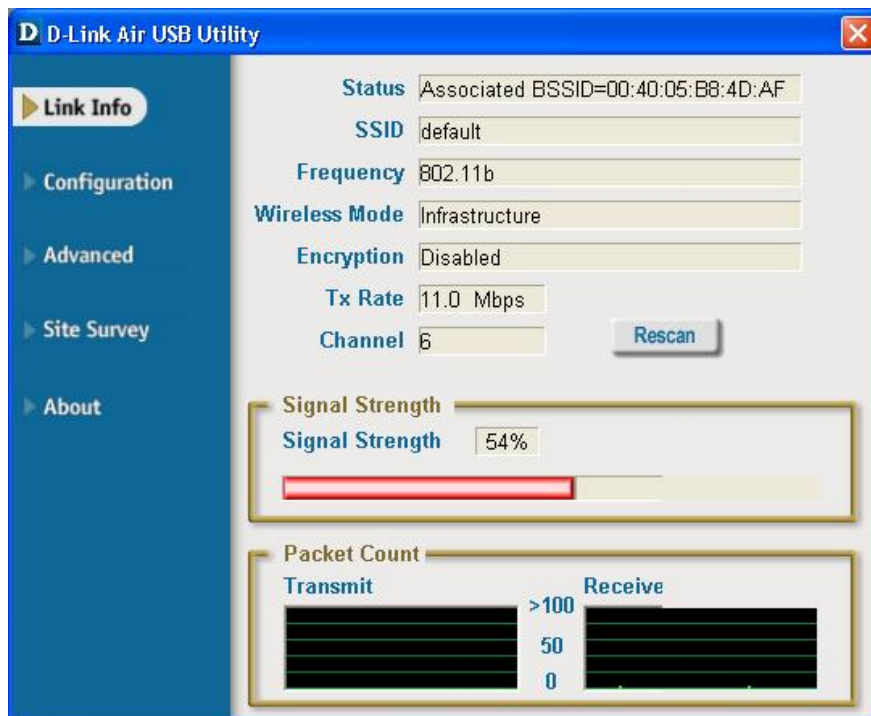 D D-Link Air USB Utility
Link Info
Configuration
Advanced
Site Survey
About
Status Associated BSSID=00:40:05:B8:4D:AF
SSID default
Frequency 802.11b
Wireless Mode Infrastructure
Encryption Disabled
Tx Rate 11.0 Mbps
Channel 6
Rescan
Signal Strength
Signal Strength 54%
Packet Count
Transmit
Receive
>100
50
0